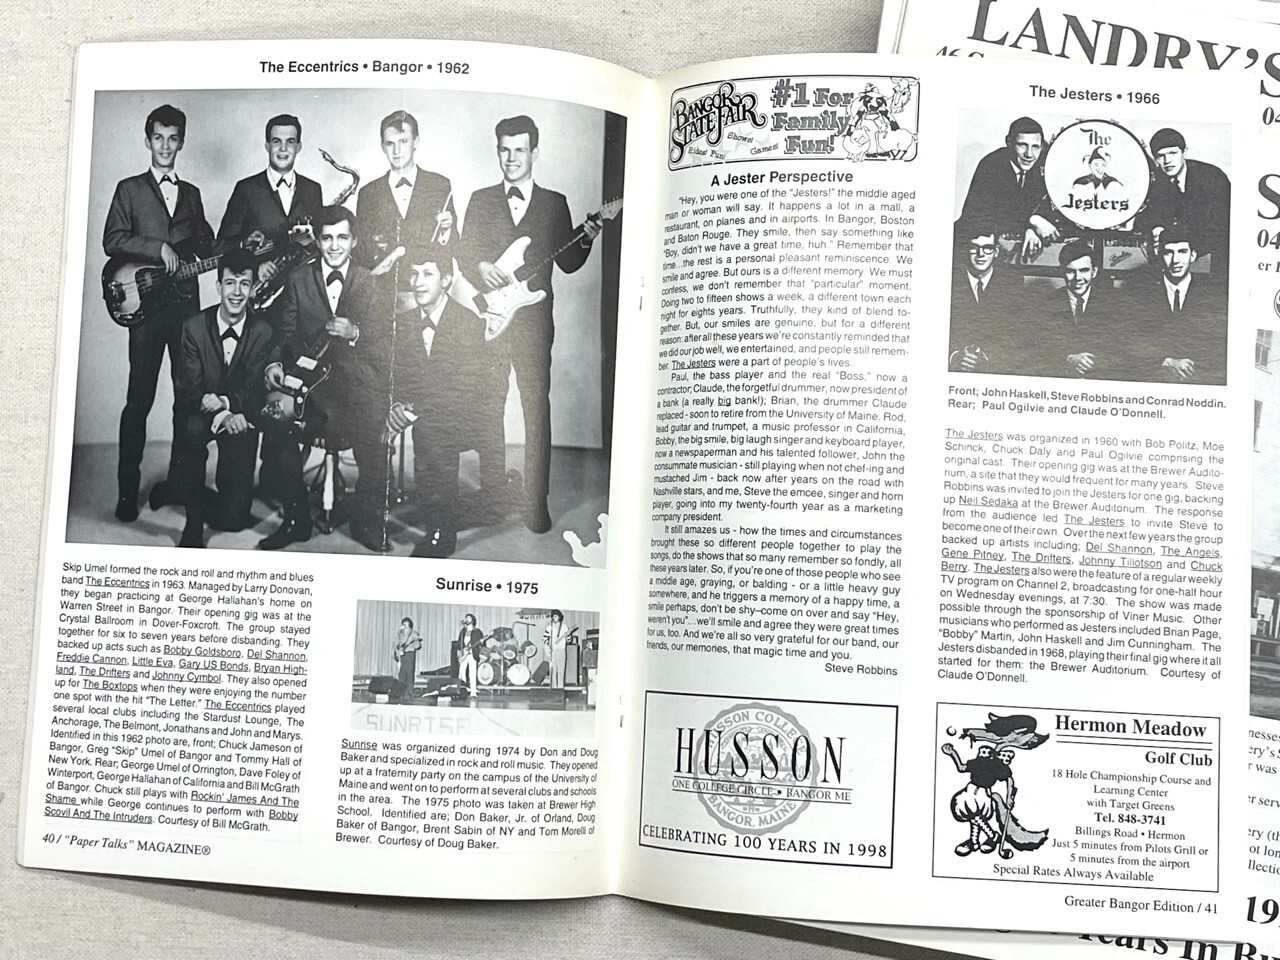 The Eccentrics • Bangor • 1962
Skip Umel formed the rock and roll and rhythm and blues
band The Eccentrics in 1963. Managed by Larry Donovan,
they began practicing at George Hallahan's home on
Warren Street in Bangor. Their opening gig was at the
Crystal Ballroom in Dover-Foxcroft. The group stayed
together for six to seven years before disbanding. They
backed up acts such as Bobby Goldsboro, Del Shannon,
Freddie Cannon, Little Eva, Gary US Bonds, Bryan High-
land, The Drifters and Johnny Cymbol. They also opened
up for The Boxtops when they were enjoying the number
one spot with the hit "The Letter." The Eccentrics played
several local clubs including the Stardust Lounge, The
Anchorage, The Belmont, Jonathans and John and Marys.
Identified in this 1962 photo are, front; Chuck Jameson of
Bangor, Greg "Skip" Umel of Bangor and Tommy Hall of
New York. Rear; George Umel of Orrington, Dave Foley of
Winterport, George Hallahan of California and Bill McGrath
of Bangor. Chuck still plays with Rockin' James And The
Shame while George continues to perform with Bobby
Scovil And The Intruders. Courtesy of Bill McGrath.
40 / "Paper Talks" MAGAZINE®
Sunrise • 1975
SUNRISE
Sunrise was organized during 1974 by Don and Doug
Baker and specialized in rock and roll music. They opened
up at a fraternity party on the campus of the University of
Maine and went on to perform at several clubs and schools
in the area. The 1975 photo was taken at Brewer High
School. Identified are; Don Baker, Jr. of Orland, Doug
Baker of Bangor, Brent Sabin of NY and Tom Morelli of
Brewer. Courtesy of Doug Baker.
BANGOR
STATE FAIR
Rides! Fun! Shows! Games!
#1 For
Family
Fun!
A Jester Perspective
"Hey, you were one of the "Jesters!" the middle aged
man or woman will say. It happens a lot in a mall, a
restaurant, on planes and in airports. In Bangor, Boston
and Baton Rouge. They smile, then say something like
"Boy, didn't we have a great time, huh." Remember that
time...the rest is a personal pleasant reminiscence. We
smile and agree. But ours is a different memory. We must
confess, we don't remember that "particular" moment.
Doing two to fifteen shows a week, a different town each
night for eights years. Truthfully, they kind of blend to-
gether. But, our smiles are genuine, but for a different
reason: after all these years we're constantly reminded that
we did our job well, we entertained, and people still remem-
ber. The Jesters were a part of people's lives.
Paul, the bass player and the real "Boss," now a
contractor; Claude, the forgetful drummer, now president of
a bank (a really big bank!); Brian, the drummer Claude
replaced - soon to retire from the University of Maine. Rod,
lead guitar and trumpet, a music professor in California,
Bobby, the big smile, big laugh singer and keyboard player,
now a newspaperman and his talented follower, John the
consummate musician - still playing when not chef-ing and
mustached Jim - back now after years on the road with
Nashville stars, and me, Steve the emcee, singer and horn
player, going into my twenty-fourth year as a marketing
company president.
It still amazes us - how the times and circumstances
brought these so different people together to play the
songs, do the shows that so many remember so fondly, all
these years later. So, if you're one of those people who see
a middle age, graying, or balding - or a little heavy guy
somewhere, and he triggers a memory of a happy time, a
smile perhaps, don't be shy—come on over and say "Hey,
weren't you"...we'll smile and agree they were great times
for us, too. And we're all so very grateful for our band, our
friends, our memories, that magic time and you.
Steve Robbins
HUSSON COLLEGE
HUSSON
ONE COLLEGE CIRCLE • BANGOR ME
BANGOR, MAINE
CELEBRATING 100 YEARS IN 1998
The Jesters • 1966
The
Jesters
Front; John Haskell, Steve Robbins and Conrad Noddin.
Rear; Paul Ogilvie and Claude O'Donnell.
The Jesters was organized in 1960 with Bob Politz, Moe
Schinck, Chuck Daly and Paul Ogilvie comprising the
original cast. Their opening gig was at the Brewer Audito-
rium, a site that they would frequent for many years. Steve
Robbins was invited to join the Jesters for one gig, backing
up Neil Sedaka at the Brewer Auditorium. The response
from the audience led The Jesters to invite Steve to
become one of their own. Over the next few years the group
backed up artists including; Del Shannon, The Angels,
Gene Pitney, The Drifters, Johnny Tillotson and Chuck
Berry. The Jesters also were the feature of a regular weekly
TV program on Channel 2, broadcasting for one-half hour
on Wednesday evenings, at 7:30. The show was made
possible through the sponsorship of Viner Music. Other
musicians who performed as Jesters included Brian Page,
"Bobby" Martin, John Haskell and Jim Cunningham. The
Jesters disbanded in 1968, playing their final gig where it all
started for them: the Brewer Auditorium. Courtesy of
Claude O'Donnell.
Hermon Meadow
Golf Club
18 Hole Championship Course and
Learning Center
with Target Greens
Tel. 848-3741
Billings Road • Hermon
Just 5 minutes from Pilots Grill or
5 minutes from the airport
Special Rates Always Available
Greater Bangor Edition / 41
LANDRY'S
46
04
S
04
Years In Bu